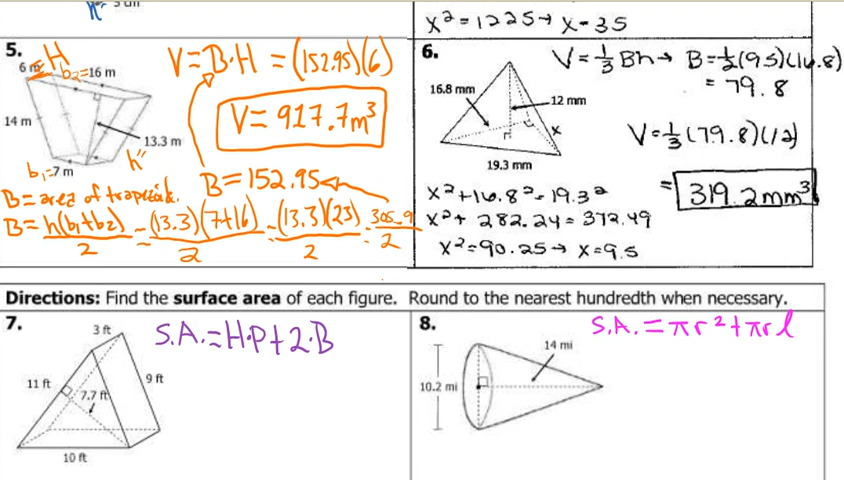 x² = 1225 → x = 35
5.
6 m H
b₂=16 m
14 m
13.3 m
h"
b₁=7 m
V = B·H = (152.95)(6)
V = 917.7m³
B = 152.95
B = area of trapezoid.
B = h(b₁+b₂)/2 = (13.3)(7+16)/2 = (13.3)(23)/2 = 305.9/2
6.
16.8 mm
12 mm
x
19.3 mm
V = 1/3 Bh → B = 1/2(9.5)(16.8)
= 79.8
V = 1/3(79.8)(12)
= 319.2mm³
x² + 16.8² = 19.3²
x² + 282.24 = 372.49
x² = 90.25 → x = 9.5
Directions: Find the surface area of each figure. Round to the nearest hundredth when necessary.
7.
3 ft
11 ft
9 ft
7.7 ft
10 ft
S.A. = H·P + 2·B
8.
14 mi
10.2 mi
S.A. = πr² + πrl